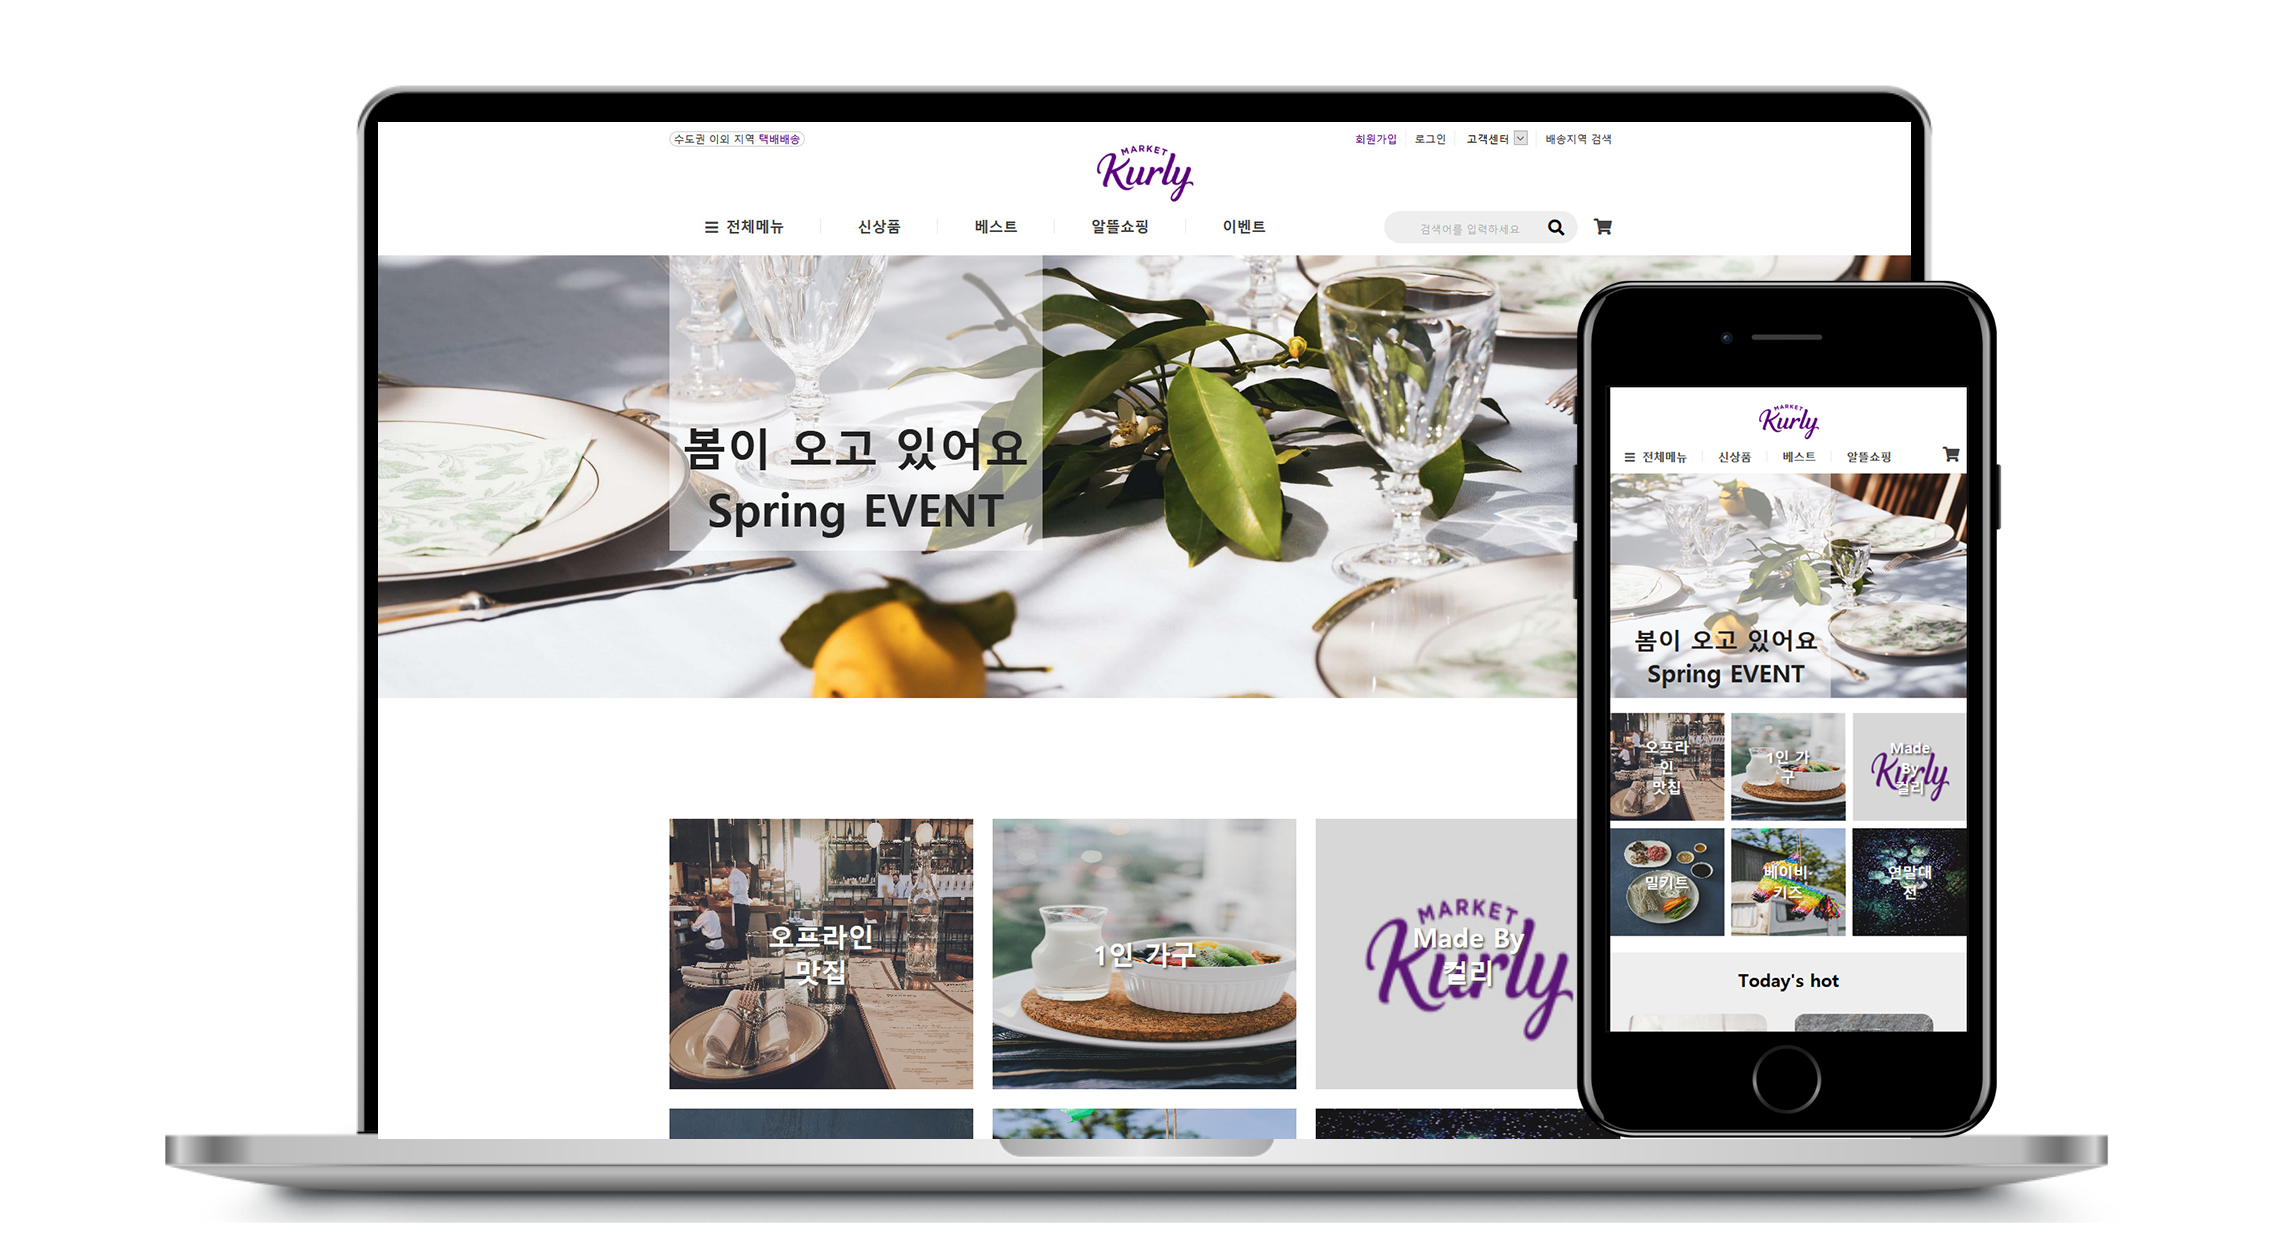 수도권 이외 지역 택배배송
회원가입 로그인 고객센터 배송지역 검색
MARKET
Kurly
전체메뉴 신상품 베스트 알뜰쇼핑 이벤트
검색어를 입력하세요
봄이 오고 있어요
Spring EVENT
오프라인
맛집
1인 가구
MARKET
Kurly
Made By
컬리
MARKET
Kurly
전체메뉴 신상품 베스트 알뜰쇼핑
봄이 오고 있어요
Spring EVENT
오프라
인
맛집
1인 가
구
Kurly
Made
By
컬리
밀키트
베이비·
키즈
연말대
전
Today's hot